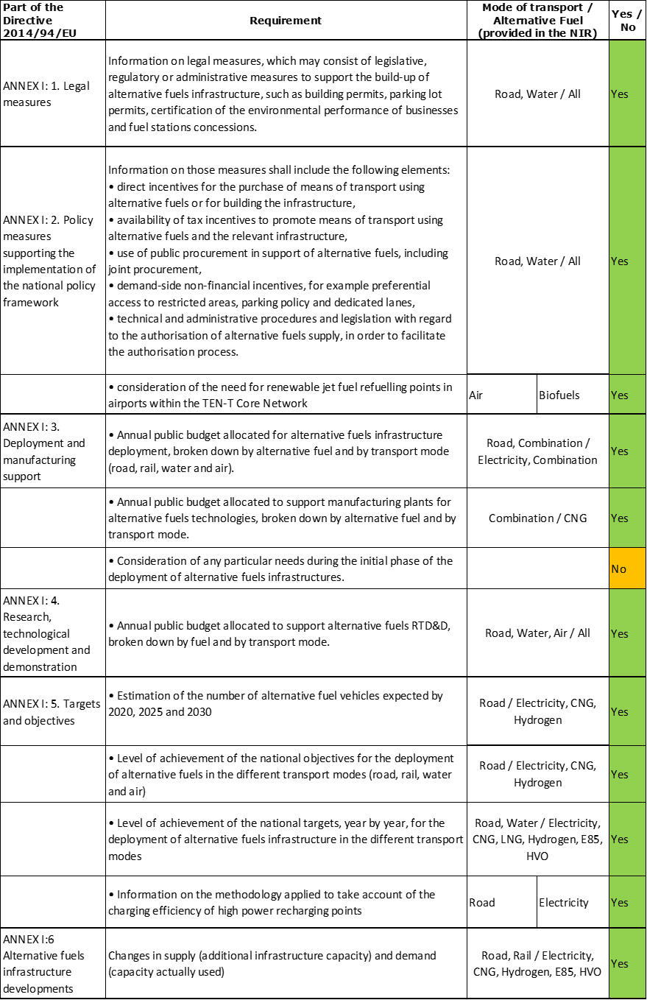 Part of the
Directive
2014/94/EU
Requirement
Mode of transport /
Alternative Fuel
(provided in the NIR)
Yes /
No
ANNEX I: 1. Legal
measures
Information on legal measures, which may consist of legislative,
regulatory or administrative measures to support the build-up of
alternative fuels infrastructure, such as building permits, parking lot
permits, certification of the environmental performance of businesses
and fuel stations concessions.
Road, Water / All
Yes
ANNEX I: 2. Policy
measures
supporting the
implementation of
the national policy
framework
Information on those measures shall include the following elements:
• direct incentives for the purchase of means of transport using
alternative fuels or for building the infrastructure,
• availability of tax incentives to promote means of transport using
alternative fuels and the relevant infrastructure,
• use of public procurement in support of alternative fuels, including
joint procurement,
• demand-side non-financial incentives, for example preferential
access to restricted areas, parking policy and dedicated lanes,
• technical and administrative procedures and legislation with regard
to the authorisation of alternative fuels supply, in order to facilitate
the authorisation process.
Road, Water / All
Yes
• consideration of the need for renewable jet fuel refuelling points in
airports within the TEN-T Core Network
Air
Biofuels
Yes
ANNEX I: 3.
Deployment and
manufacturing
support
• Annual public budget allocated for alternative fuels infrastructure
deployment, broken down by alternative fuel and by transport mode
(road, rail, water and air).
Road, Combination /
Electricity, Combination
Yes
• Annual public budget allocated to support manufacturing plants for
alternative fuels technologies, broken down by alternative fuel and by
transport mode.
Combination / CNG
Yes
• Consideration of any particular needs during the initial phase of the
deployment of alternative fuels infrastructures.
No
ANNEX I: 4.
Research,
technological
development and
demonstration
• Annual public budget allocated to support alternative fuels RTD&D,
broken down by fuel and by transport mode.
Road, Water, Air / All
Yes
ANNEX I: 5. Targets
and objectives
• Estimation of the number of alternative fuel vehicles expected by
2020, 2025 and 2030
Road / Electricity, CNG,
Hydrogen
Yes
• Level of achievement of the national objectives for the deployment
of alternative fuels in the different transport modes (road, rail, water
and air)
Road / Electricity, CNG,
Hydrogen
Yes
• Level of achievement of the national targets, year by year, for the
deployment of alternative fuels infrastructure in the different transport
modes
Road, Water / Electricity,
CNG, LNG, Hydrogen, E85,
HVO
Yes
• Information on the methodology applied to take account of the
charging efficiency of high power recharging points
Road
Electricity
Yes
ANNEX I:6
Alternative fuels
infrastructure
developments
Changes in supply (additional infrastructure capacity) and demand
(capacity actually used)
Road, Rail / Electricity,
CNG, Hydrogen, E85, HVO
Yes